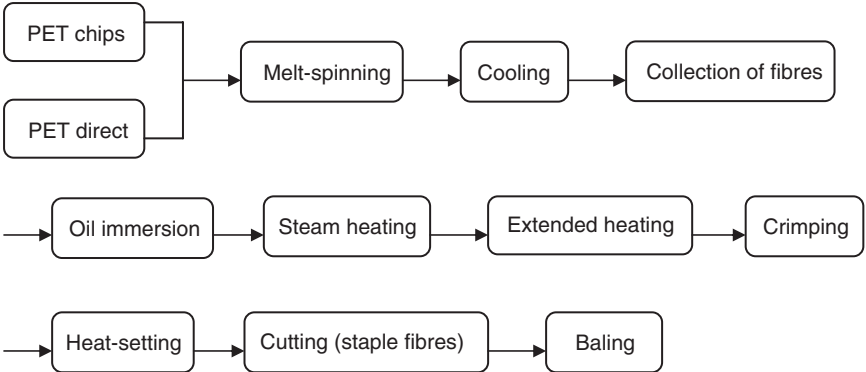 PET chips
PET direct
Melt-spinning
Cooling
Collection of fibres
Oil immersion
Steam heating
Extended heating
Crimping
Heat-setting
Cutting (staple fibres)
Baling